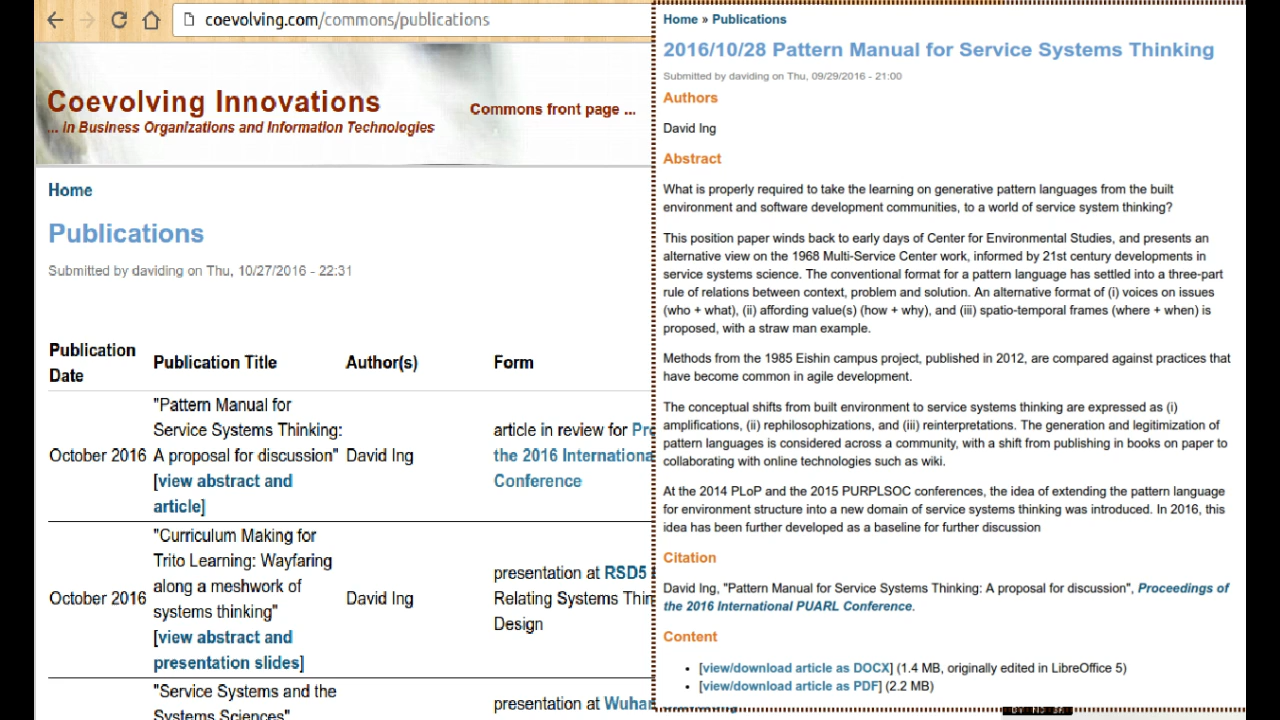 coevolving.com/commons/publications
Coevolving Innovations
... in Business Organizations and Information Technologies
Commons front page ...
Home
Publications
Submitted by daviding on Thu, 10/27/2016 - 22:31
Publication Date
Publication Title
Author(s)
Form
October 2016
"Pattern Manual for
Service Systems Thinking:
A proposal for discussion"
[view abstract and
article]
David Ing
article in review for
the 2016 Internationa
Conference
October 2016
"Curriculum Making for
Trito Learning: Wayfaring
along a meshwork of
systems thinking"
[view abstract and
presentation slides]
David Ing
presentation at RSD5
Relating Systems Thin
Design
"Service Systems and the
Systems Sciences"
presentation at Wuhan
Home » Publications
2016/10/28 Pattern Manual for Service Systems Thinking
Submitted by daviding on Thu, 09/29/2016 - 21:00
Authors
David Ing
Abstract
What is properly required to take the learning on generative pattern languages from the built
environment and software development communities, to a world of service system thinking?
This position paper winds back to early days of Center for Environmental Studies, and presents an
alternative view on the 1968 Multi-Service Center work, informed by 21st century developments in
service systems science. The conventional format for a pattern language has settled into a three-part
rule of relations between context, problem and solution. An alternative format of (i) voices on issues
(who + what), (ii) affording value(s) (how + why), and (iii) spatio-temporal frames (where + when) is
proposed, with a straw man example.
Methods from the 1985 Eishin campus project, published in 2012, are compared against practices that
have become common in agile development.
The conceptual shifts from built environment to service systems thinking are expressed as (i)
amplifications, (ii) rephilosophizations, and (iii) reinterpretations. The generation and legitimization of
pattern languages is considered across a community, with a shift from publishing in books on paper to
collaborating with online technologies such as wiki.
At the 2014 PLoP and the 2015 PURPLSOC conferences, the idea of extending the pattern language
for environment structure into a new domain of service systems thinking was introduced. In 2016, this
idea has been further developed as a baseline for further discussion
Citation
David Ing, "Pattern Manual for Service Systems Thinking: A proposal for discussion", Proceedings of
the 2016 International PUARL Conference.
Content
• [view/download article as DOCX] (1.4 MB, originally edited in LibreOffice 5)
• [view/download article as PDF] (2.2 MB)